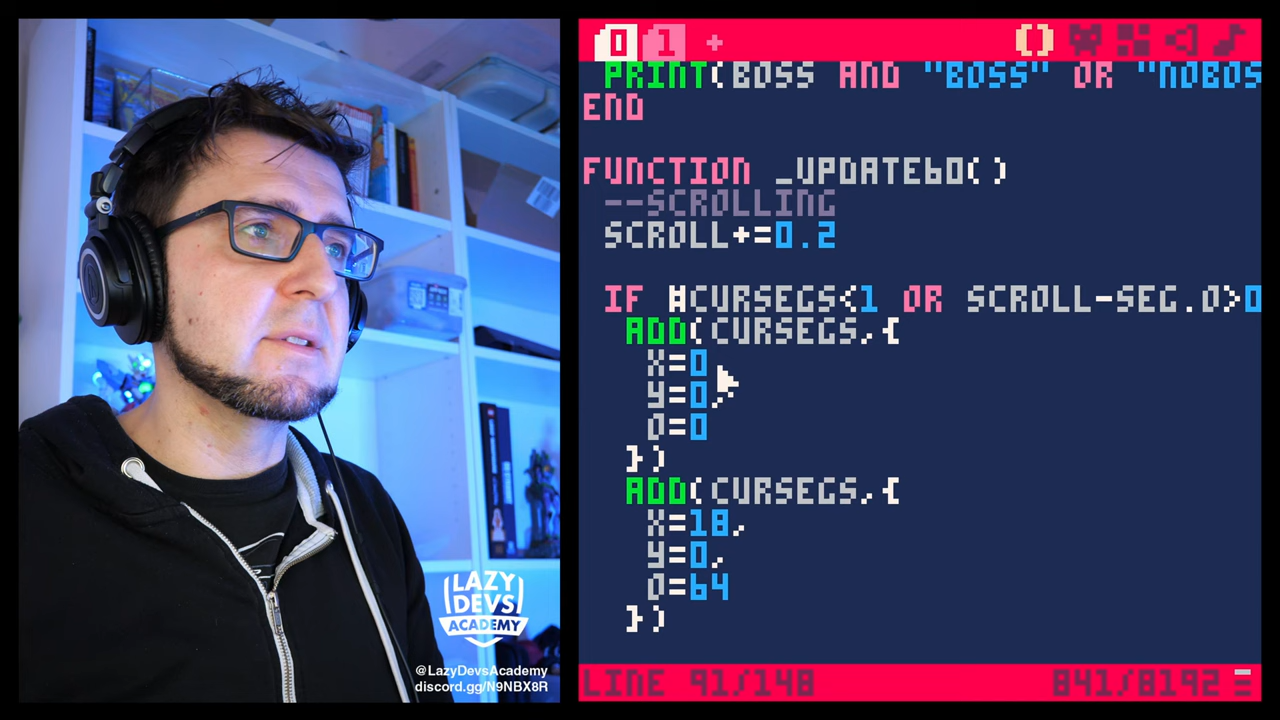 LAZY
DEVS
ACADEMY
@LazyDevsAcademy
discord.gg/N9NBX8R
0 1 +
PRINT(BOSS AND "BOSS" OR "NOBOS
END
FUNCTION _UPDATE60()
--SCROLLING
SCROLL+=0.2
IF #CURSEGS<1 OR SCROLL-SEG.O>0
ADD(CURSEGS,{
X=0
Y=0,
O=0
})
ADD(CURSEGS,{
X=18,
Y=0,
O=64
})
LINE 91/148
841/8192